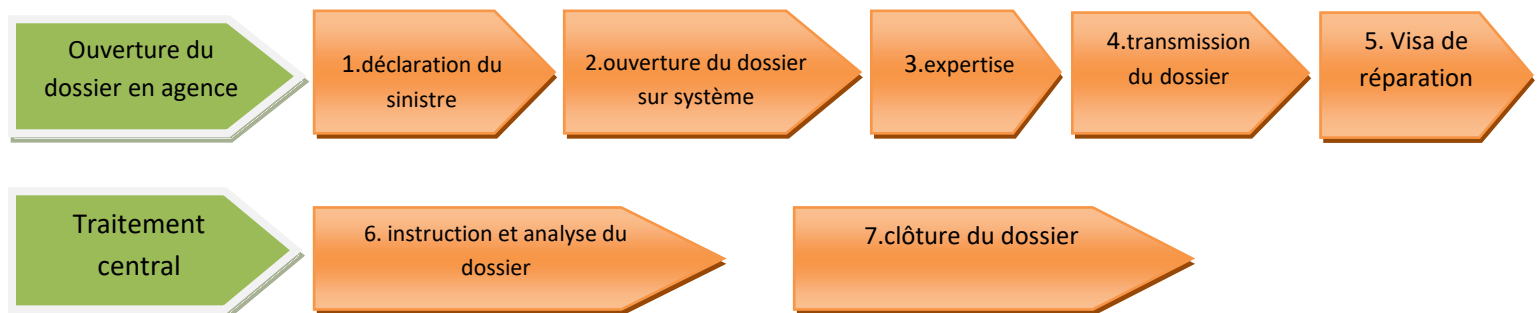 Ouverture du
dossier en agence
1.déclaration du
sinistre
2.ouverture du dossier
sur système
3.expertise
4.transmission
du dossier
5. Visa de
réparation
Traitement
central
6. instruction et analyse du
dossier
7.clôture du dossier